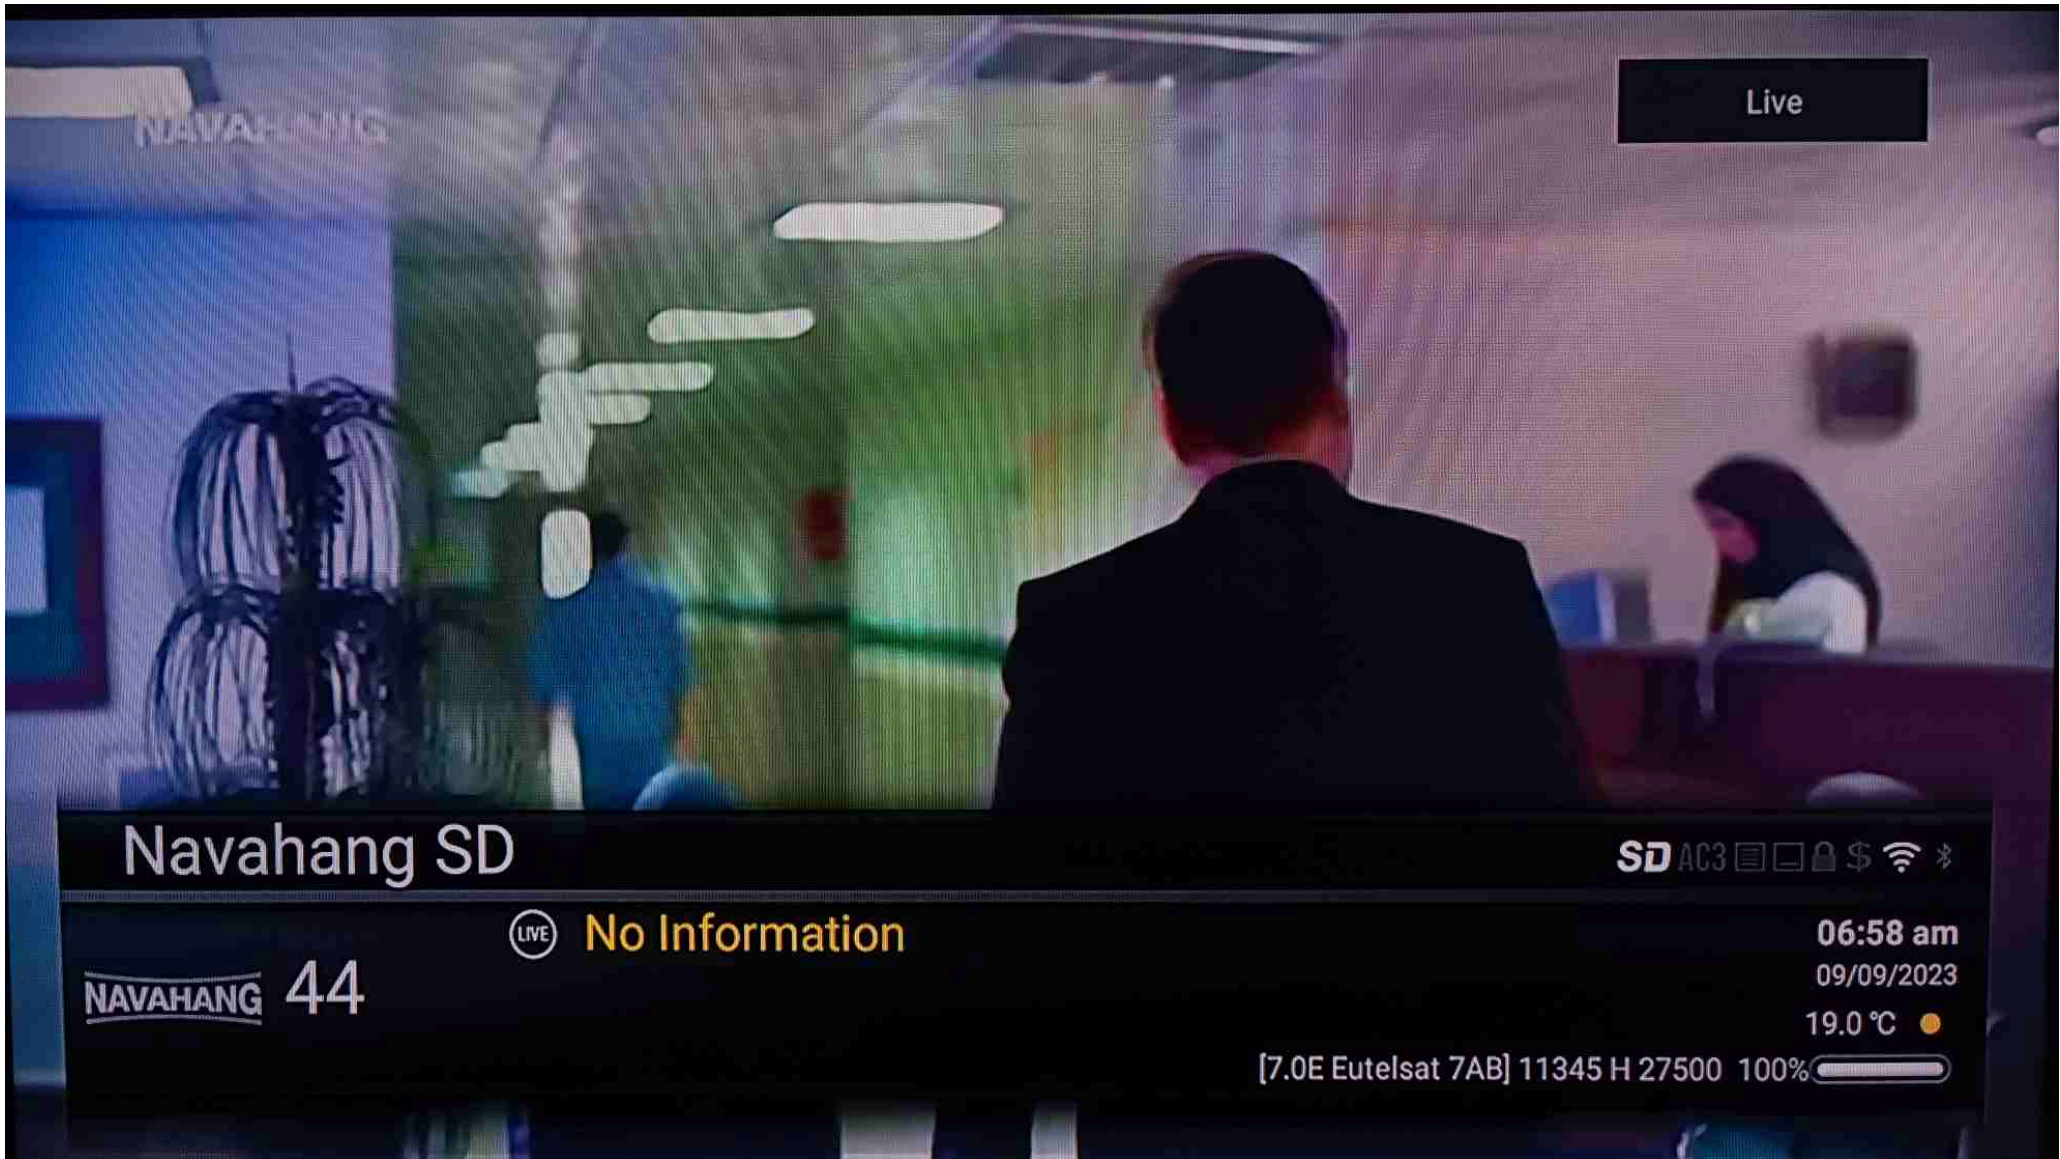 NAVAHANG
Live
Navahang SD
SD AC3 $
LIVE No Information
06:58 am
NAVAHANG 44
09/09/2023
19.0 °C
[7.0E Eutelsat 7AB] 11345 H 27500 100%